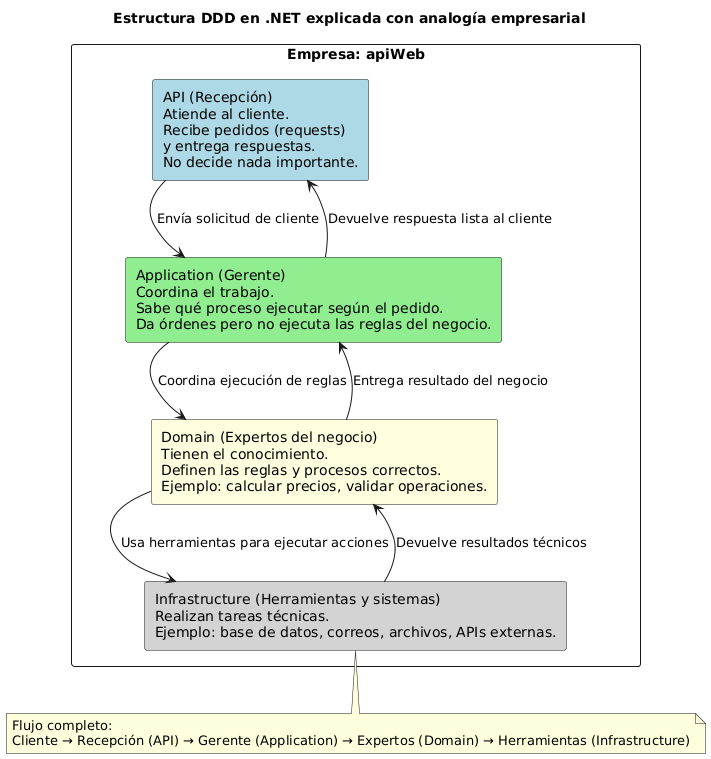 Estructura DDD en .NET explicada con analogía empresarial
Empresa: apiWeb
API (Recepción)
Atiende al cliente.
Recibe pedidos (requests)
y entrega respuestas.
No decide nada importante.
Envía solicitud de cliente
Devuelve respuesta lista al cliente
Application (Gerente)
Coordina el trabajo.
Sabe qué proceso ejecutar según el pedido.
Da órdenes pero no ejecuta las reglas del negocio.
Coordina ejecución de reglas
Entrega resultado del negocio
Domain (Expertos del negocio)
Tienen el conocimiento.
Definen las reglas y procesos correctos.
Ejemplo: calcular precios, validar operaciones.
Usa herramientas para ejecutar acciones
Devuelve resultados técnicos
Infrastructure (Herramientas y sistemas)
Realizan tareas técnicas.
Ejemplo: base de datos, correos, archivos, APIs externas.
Flujo completo:
Cliente → Recepción (API) → Gerente (Application) → Expertos (Domain) → Herramientas (Infrastructure)